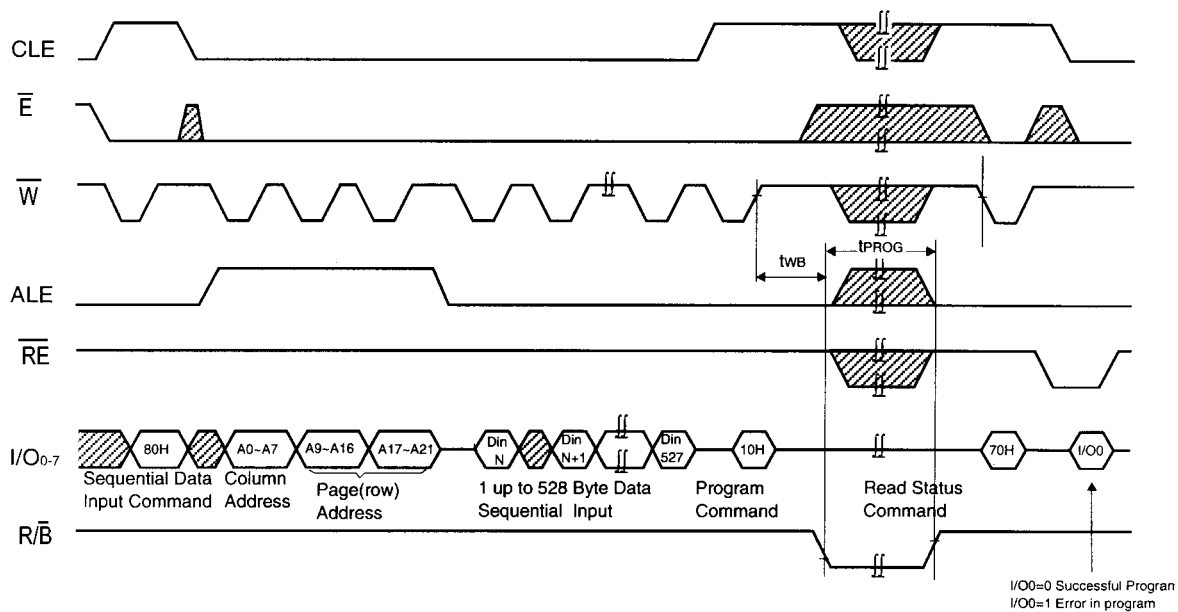 CLE
E
W
tPROG
tWB
ALE
RE
I/O0-7
80H
A0~A7
A9~A16
A17~A21
Din N
Din N+1
Din 527
10H
70H
I/O0
Sequential Data Input Command
Column Address
Page(row) Address
1 up to 528 Byte Data Sequential Input
Program Command
Read Status Command
R/B
I/O0=0 Successful Program
I/O0=1 Error in program